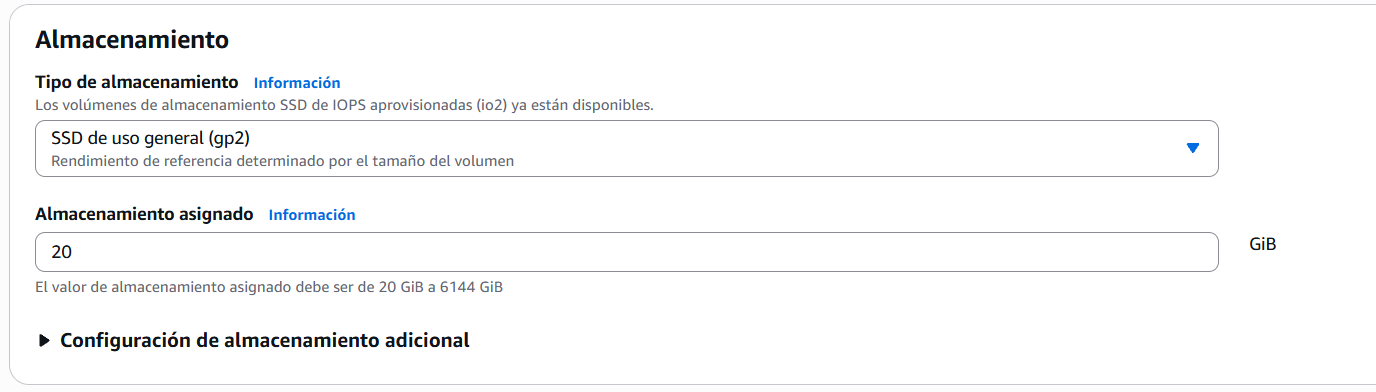 Almacenamiento
Tipo de almacenamiento Información
Los volúmenes de almacenamiento SSD de IOPS aprovisionadas (io2) ya están disponibles.
SSD de uso general (gp2)
Rendimiento de referencia determinado por el tamaño del volumen
Almacenamiento asignado Información
20 GiB
El valor de almacenamiento asignado debe ser de 20 GiB a 6144 GiB
Configuración de almacenamiento adicional